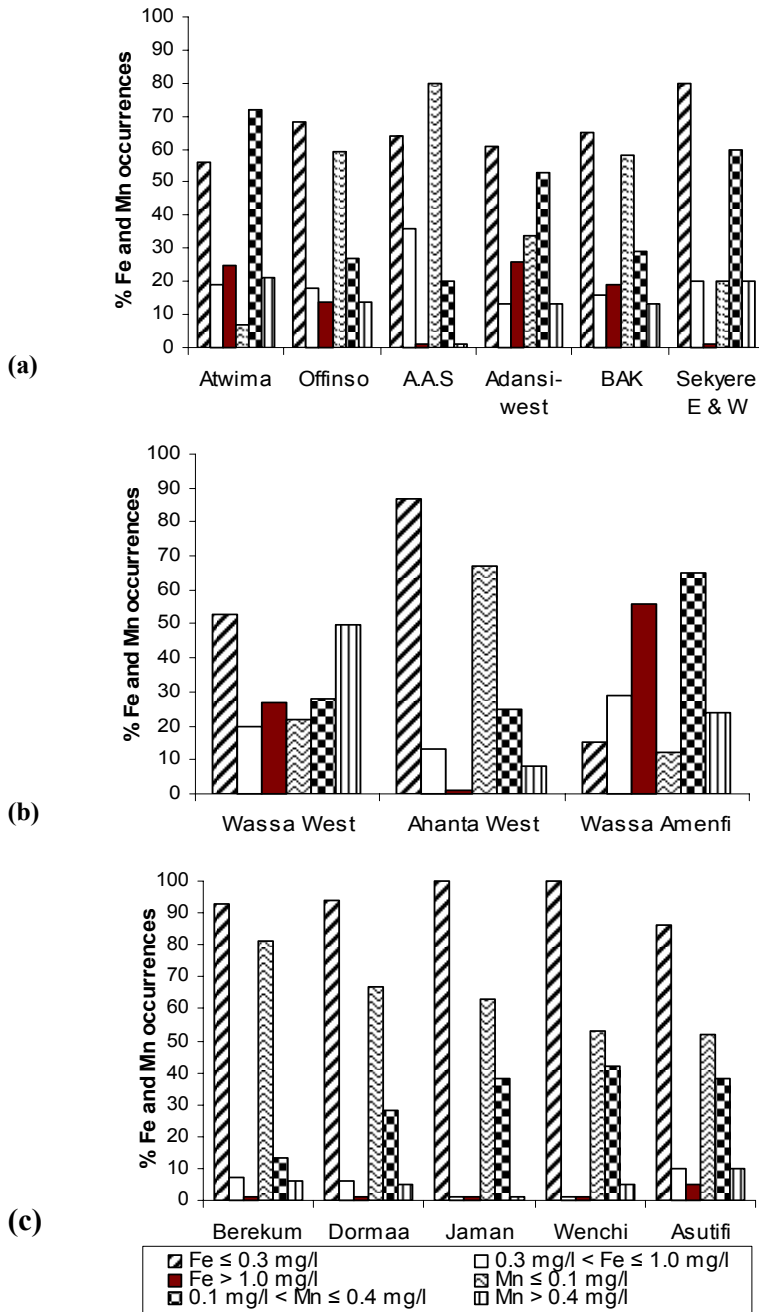 % Fe and Mn occurrences
100
90
80
70
60
50
40
30
20
10
0
(a)
Atwima Offinso A.A.S Adansi- BAK Sekyere
west E & W
% Fe and Mn occurrences
100
90
80
70
60
50
40
30
20
10
0
(b)
Wassa West Ahanta West Wassa Amenfi
% Fe and Mn occurrences
100
90
80
70
60
50
40
30
20
10
0
(c)
Berekum Dormaa Jaman Wenchi Asutifi
Fe ≤ 0.3 mg/l 0.3 mg/l < Fe ≤ 1.0 mg/l
Fe > 1.0 mg/l Mn ≤ 0.1 mg/l
0.1 mg/l < Mn ≤ 0.4 mg/l Mn > 0.4 mg/l